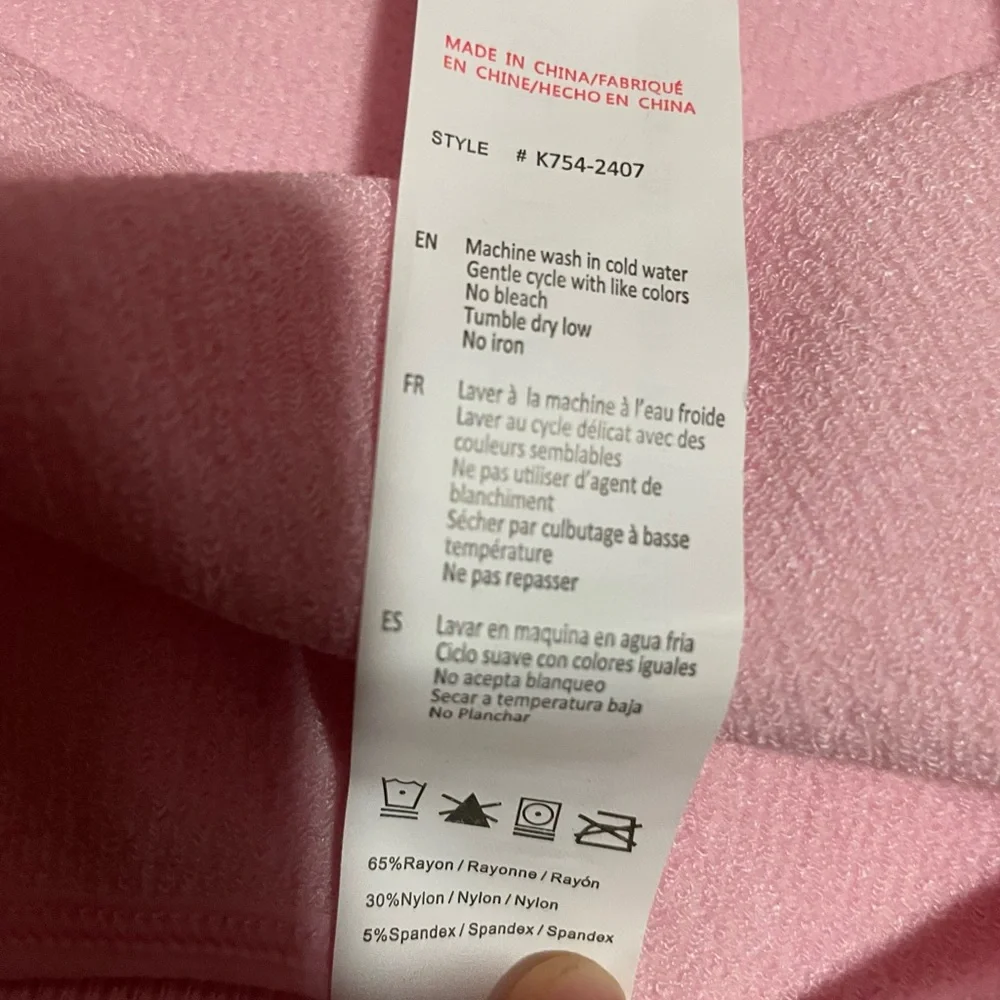 MADE IN CHINA/FABRIQUÉ
EN CHINE/HECHO EN CHINA
STYLE # K754-2407
EN Machine wash in cold water
Gentle cycle with like colors
No bleach
Tumble dry low
No iron
FR Laver à la machine à l'eau froide
Laver au cycle délicat avec des
couleurs semblables
Ne pas utiliser d'agent de
blanchiment
Sécher par culbutage à basse
température
Ne pas repasser
ES Lavar en maquina en agua fria
Ciclo suave con colores iguales
No acepta blanqueo
Secar a temperatura baja
No Planchar
65%Rayon / Rayonne / Rayón
30%Nylon / Nylon / Nylon
5%Spandex / Spandex / Spandex